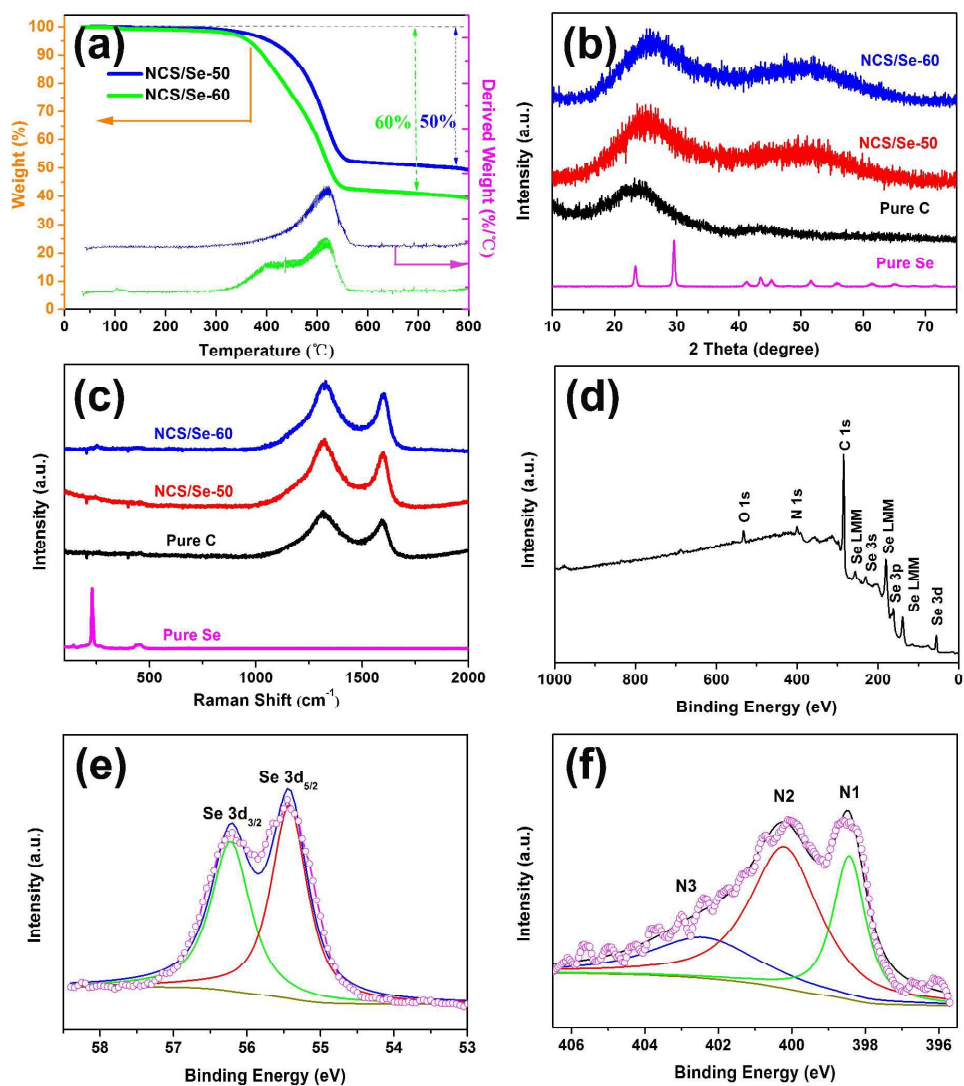 (a)
NCS/Se-50
NCS/Se-60
60%
50%
Weight (%)
100
90
80
70
60
50
40
30
20
10
0
0 100 200 300 400 500 600 700 800
Temperature (℃)
Derived Weight (%/℃)
(b)
NCS/Se-60
NCS/Se-50
Pure C
Pure Se
Intensity (a.u.)
10 20 30 40 50 60 70
2 Theta (degree)
(c)
NCS/Se-60
NCS/Se-50
Pure C
Pure Se
Intensity (a.u.)
500 1000 1500 2000
Raman Shift (cm⁻¹)
(d)
O 1s
N 1s
C 1s
Se LMM
Se 3s
Se LMM
Se 3p
Se LMM
Se 3d
Intensity (a.u.)
1000 800 600 400 200 0
Binding Energy (eV)
(e)
Se 3d₅/₂
Se 3d₃/₂
Intensity (a.u.)
58 57 56 55 54 53
Binding Energy (eV)
(f)
N1
N2
N3
Intensity (a.u.)
406 404 402 400 398 396
Binding Energy (eV)